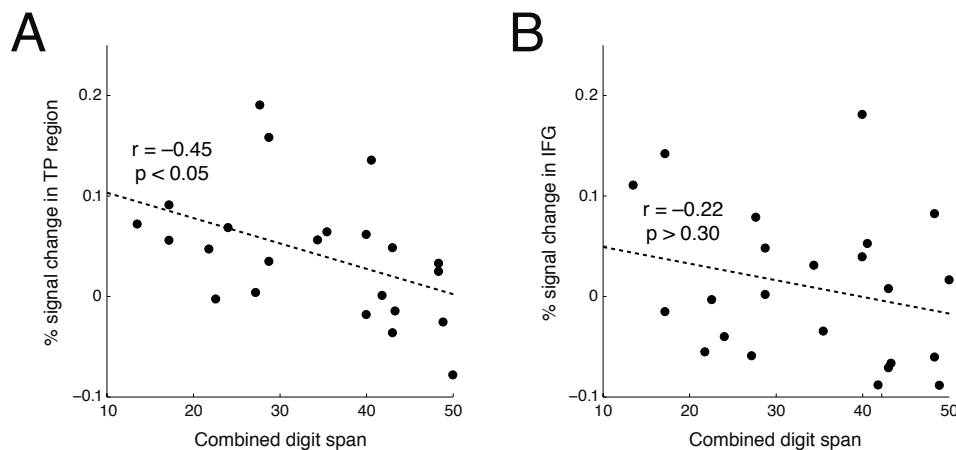 A
% signal change in TP region
0.2
0.1
0
–0.1
r = –0.45
p < 0.05
10 20 30 40 50
Combined digit span
B
% signal change in IFG
0.2
0.1
0
–0.1
r = –0.22
p > 0.30
10 20 30 40 50
Combined digit span